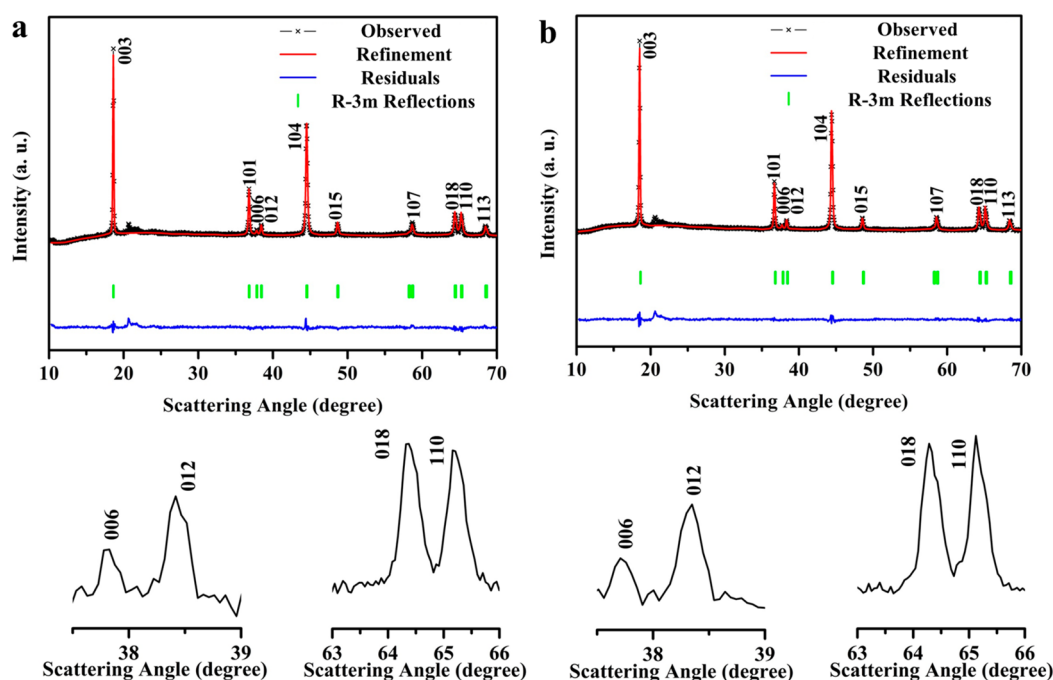 a
Observed
Refinement
Residuals
R-3m Reflections
003
101
006
012
104
015
107
018
110
113
Intensity (a. u.)
10 20 30 40 50 60 70
Scattering Angle (degree)
b
Observed
Refinement
Residuals
R-3m Reflections
003
101
006
012
104
015
107
018
110
113
Intensity (a. u.)
10 20 30 40 50 60 70
Scattering Angle (degree)
006
012
38 39
Scattering Angle (degree)
018
110
63 64 65 66
Scattering Angle (degree)
006
012
38 39
Scattering Angle (degree)
018
110
63 64 65 66
Scattering Angle (degree)